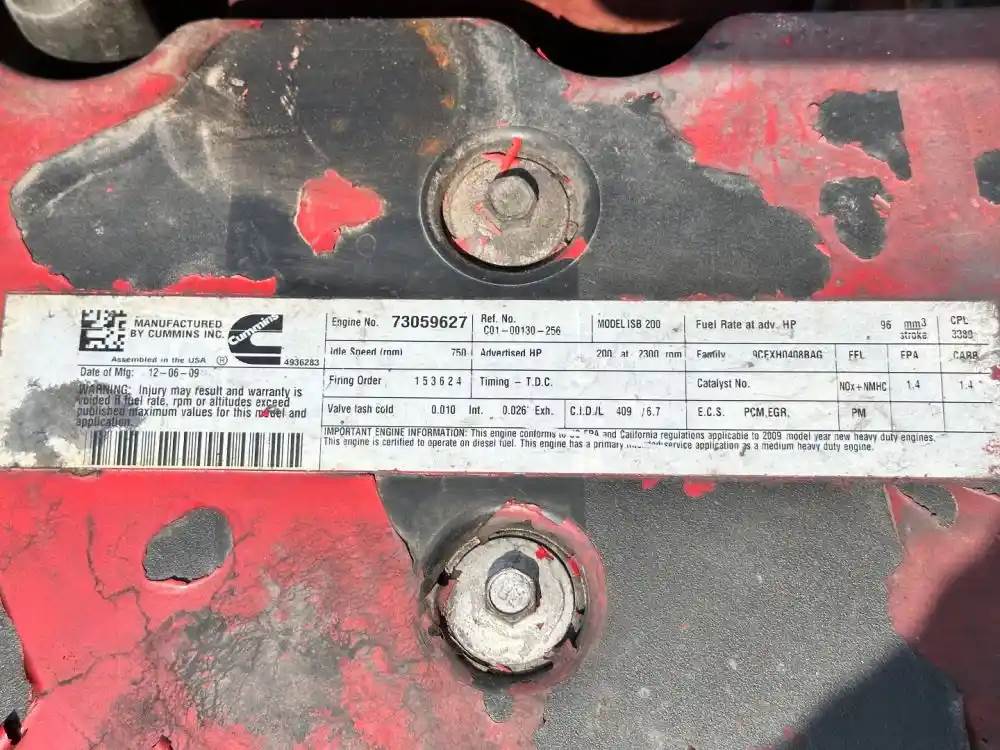 MANUFACTURED
BY CUMMINS INC.
Cummins
Assembled in the USA ® 4936283
Date of Mfg: 12-06-09
WARNING: Injury may result and warranty is
voided if fuel rate, rpm or altitudes exceed
published maximum values for this model and
application.
Engine No. 73059627
Ref. No.
C01-00130-256
MODEL ISB 200
Fuel Rate at adv. HP 96 mm3 stroke
CPL
3389
Idle Speed (rpm) 750
Advertised HP 200 at 2300 rpm
Family 9CEXH0408BAG
FEL EPA CARB
Firing Order 1 5 3 6 2 4
Timing - T.D.C.
Catalyst No.
NOx+NMHC 1.4 1.4
Valve lash cold 0.010 Int. 0.026 Exh.
C.I.D./L 409 / 6.7
E.C.S. PCM,EGR,
PM
IMPORTANT ENGINE INFORMATION: This engine conforms to US EPA and California regulations applicable to 2009 model year new heavy duty engines.
This engine is certified to operate on diesel fuel. This engine has a primary intended service application as a medium heavy duty engine.